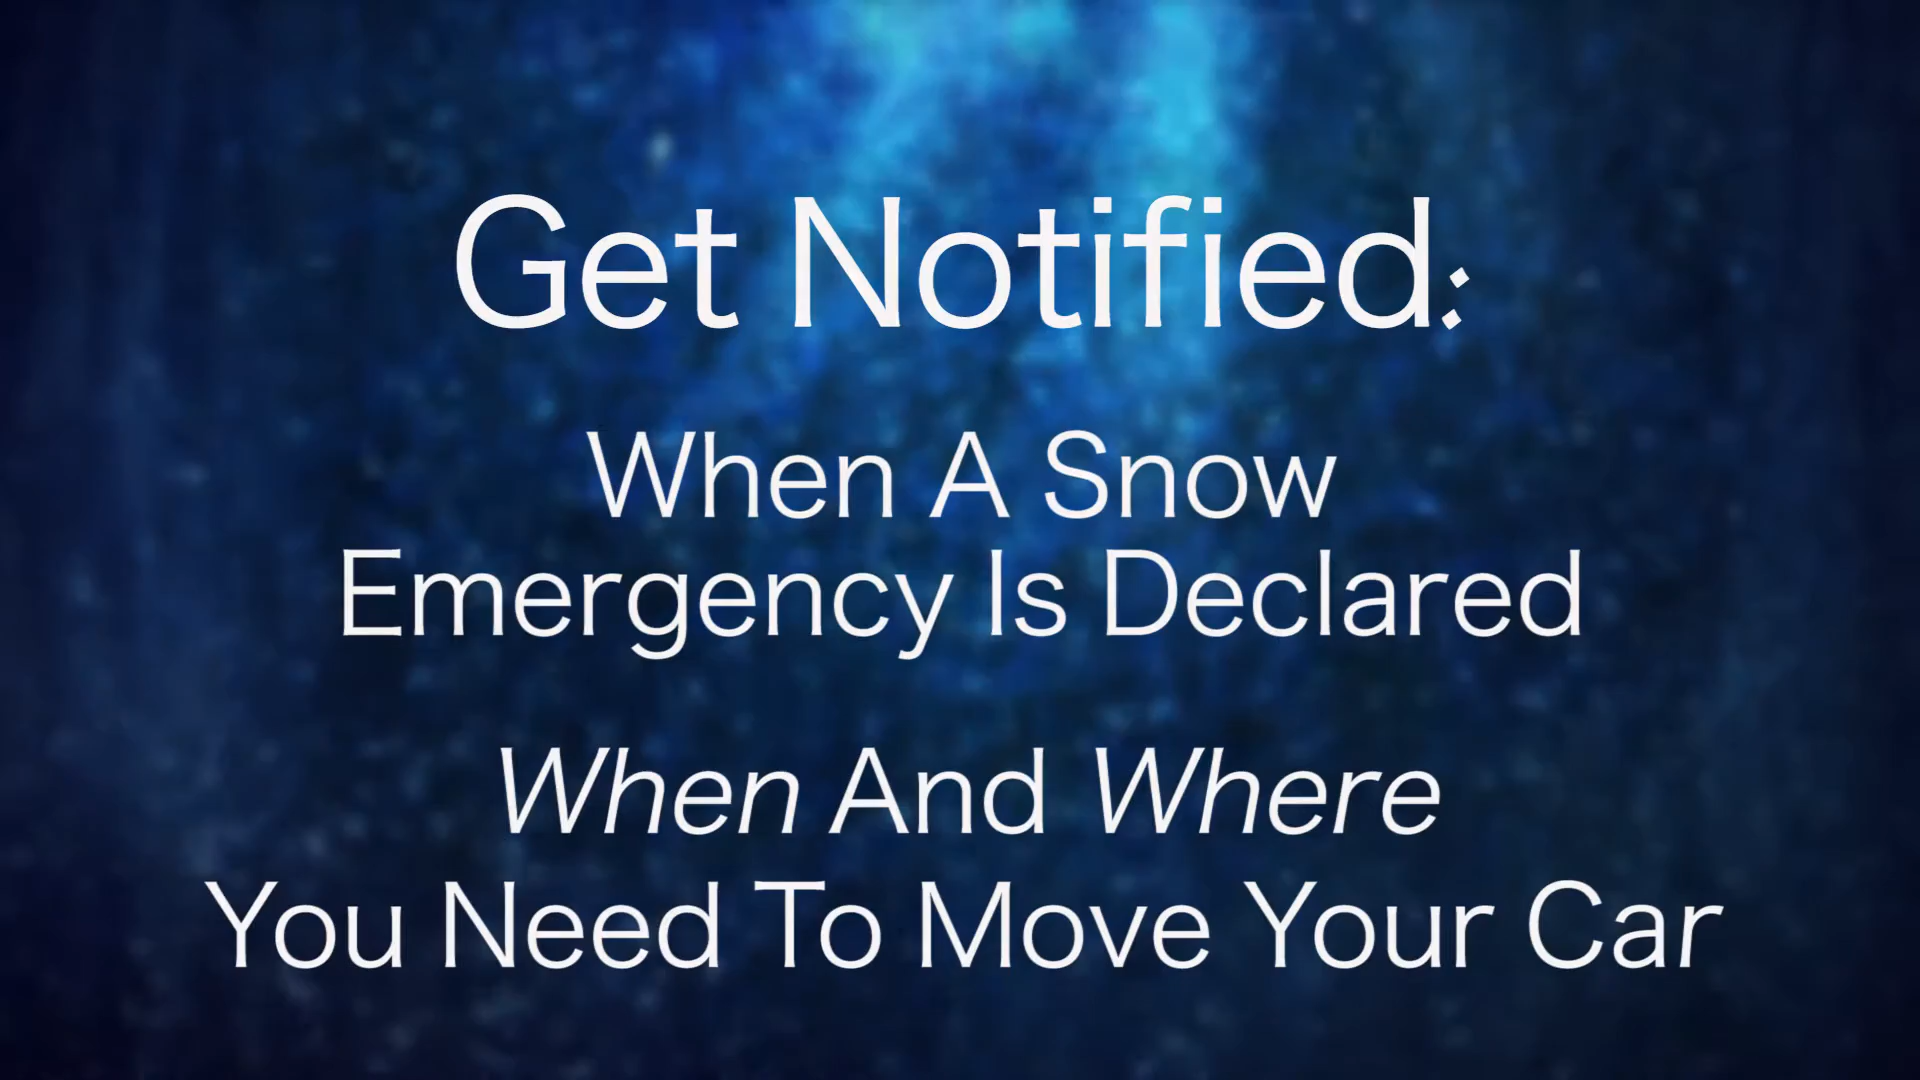 Get Notified:
When A Snow
Emergency Is Declared
When And Where
You Need To Move Your Car